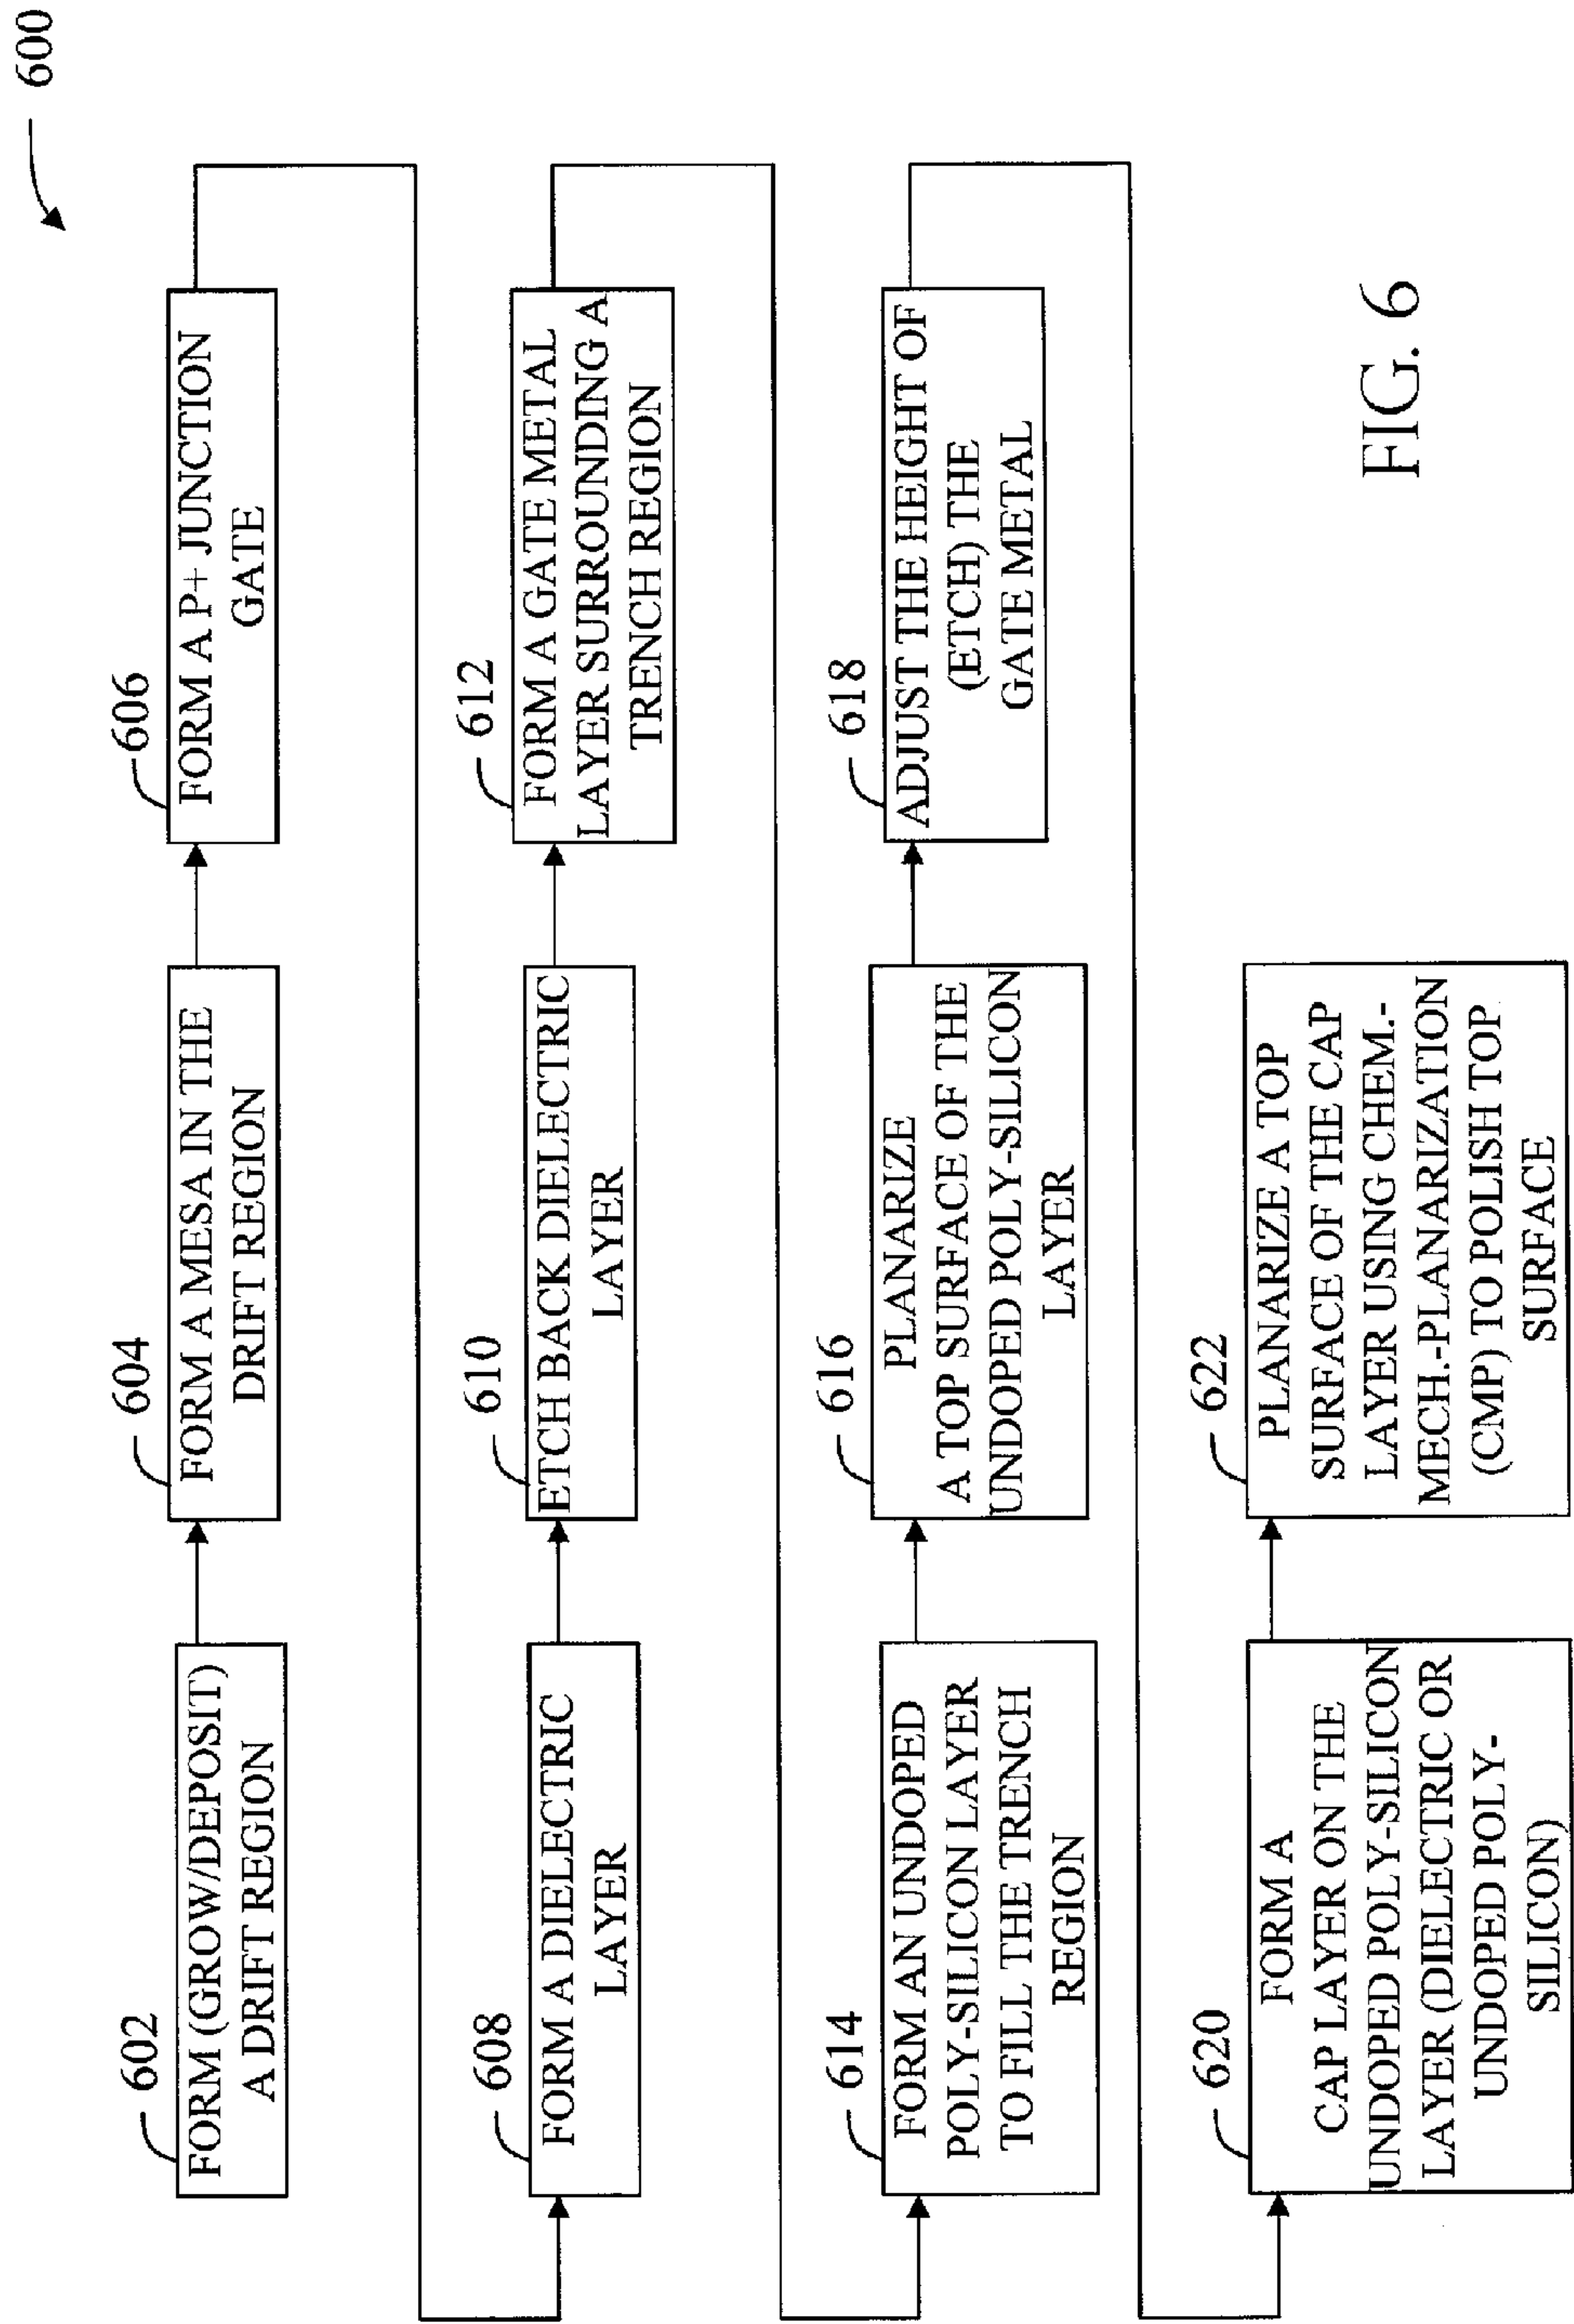 600
602
FORM (GROW/DEPOSIT)
A DRIFT REGION
604
FORM A MESA IN THE
DRIFT REGION
606
FORM A P+ JUNCTION
GATE
608
FORM A DIELECTRIC
LAYER
610
ETCH BACK DIELECTRIC
LAYER
612
FORM A GATE METAL
LAYER SURROUNDING A
TRENCH REGION
614
FORM AN UNDOPED
POLY-SILICON LAYER
TO FILL THE TRENCH
REGION
616
PLANARIZE
A TOP SURFACE OF THE
UNDOPED POLY-SILICON
LAYER
618
ADJUST THE HEIGHT OF
(ETCH) THE
GATE METAL
620
FORM A
CAP LAYER ON THE
UNDOPED POLY-SILICON
LAYER (DIELECTRIC OR
UNDOPED POLY-
SILICON)
622
PLANARIZE A TOP
SURFACE OF THE CAP
LAYER USING CHEM.-
MECH.-PLANARIZATION
(CMP) TO POLISH TOP
SURFACE
FIG. 6